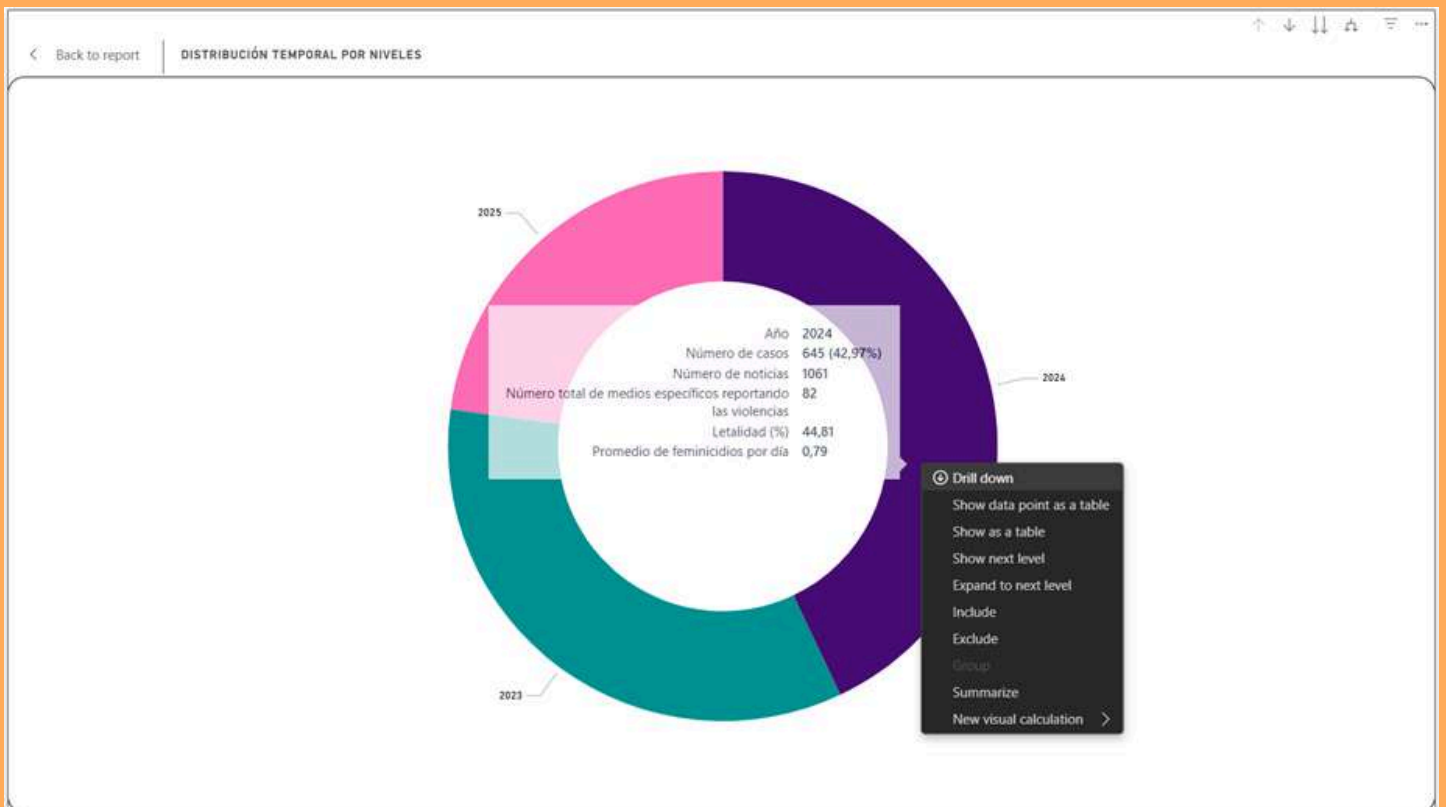 Back to report
DISTRIBUCIÓN TEMPORAL POR NIVELES
2025
Año 2024
Número de casos 645 (42,97%)
Número de noticias 1061
Número total de medios específicos reportando 82
las violencias
Letalidad (%) 44,81
Promedio de feminicidios por día 0,79
2024
Drill down
Show data point as a table
Show as a table
Show next level
Expand to next level
Include
Exclude
Group
Summarize
New visual calculation
2023